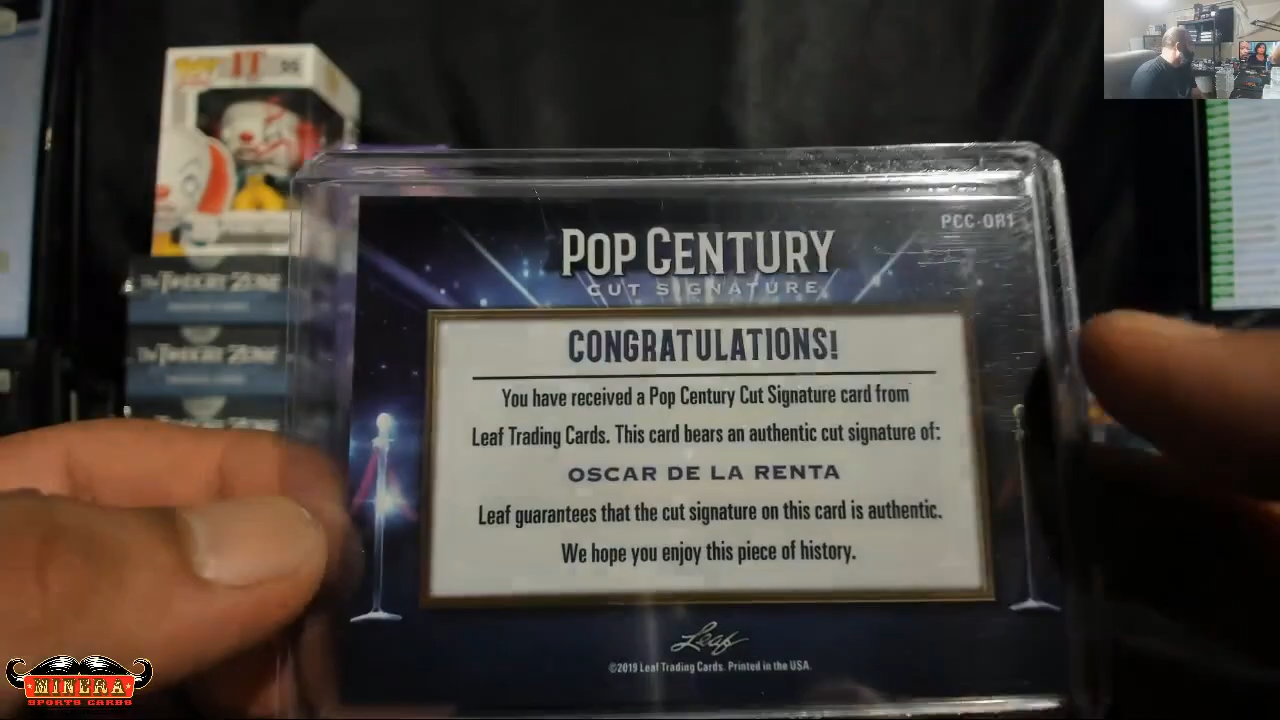 IT
PCC-OR1
POP CENTURY
CUT SIGNATURE
CONGRATULATIONS!
You have received a Pop Century Cut Signature card from
Leaf Trading Cards. This card bears an authentic cut signature of:
OSCAR DE LA RENTA
Leaf guarantees that the cut signature on this card is authentic.
We hope you enjoy this piece of history.
Leaf
©2019 Leaf Trading Cards. Printed in the USA.
THE TWILIGHT ZONE
THE TWILIGHT ZONE
MINERA
SPORTS CARDS